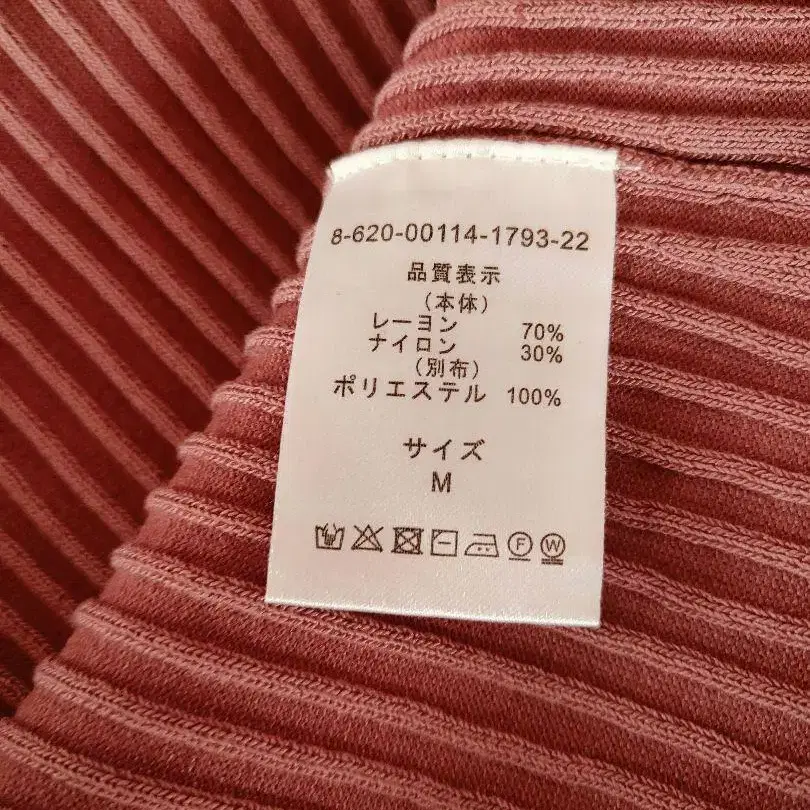 8-620-00114-1793-22
品質表示
(本体)
レーヨン 70%
ナイロン 30%
(別布)
ポリエステル 100%
サイズ
M
F W